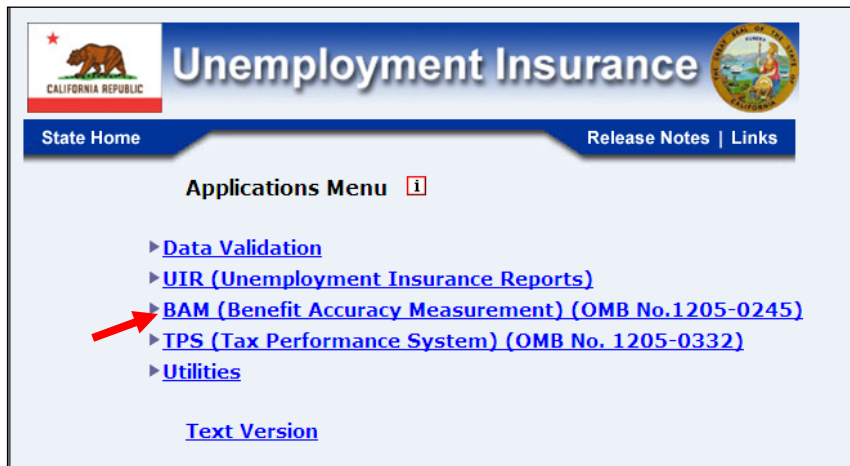 CALIFORNIA REPUBLIC
Unemployment Insurance
State Home
Release Notes | Links
Applications Menu i
Data Validation
UIR (Unemployment Insurance Reports)
BAM (Benefit Accuracy Measurement) (OMB No.1205-0245)
TPS (Tax Performance System) (OMB No. 1205-0332)
Utilities
Text Version